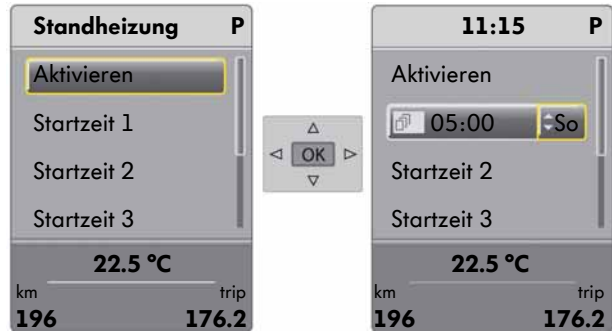 Standheizung P
Aktivieren
Startzeit 1
Startzeit 2
Startzeit 3
22.5 °C
km trip
196 176.2
OK
11:15 P
Aktivieren
05:00 So
Startzeit 2
Startzeit 3
22.5 °C
km trip
196 176.2